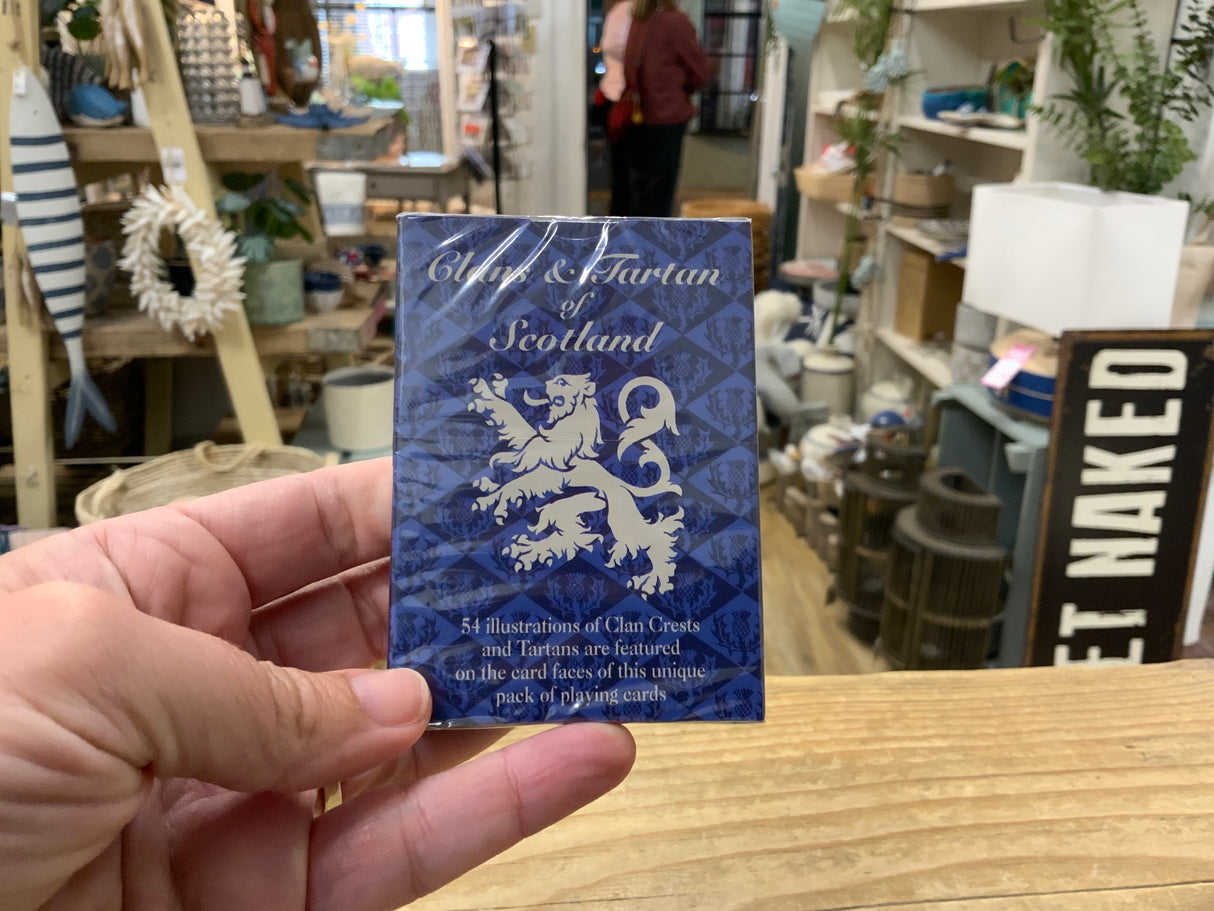 Clans & Tartan
of
Scotland
54 illustrations of Clan Crests
and Tartans are featured
on the card faces of this unique
pack of playing cards
ET NAKED